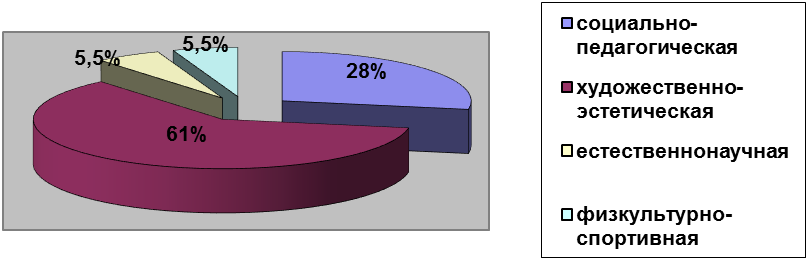 5,5%
5,5%
28%
61%
социально-
педагогическая
художественно-
эстетическая
естественнонаучная
физкультурно-
спортивная